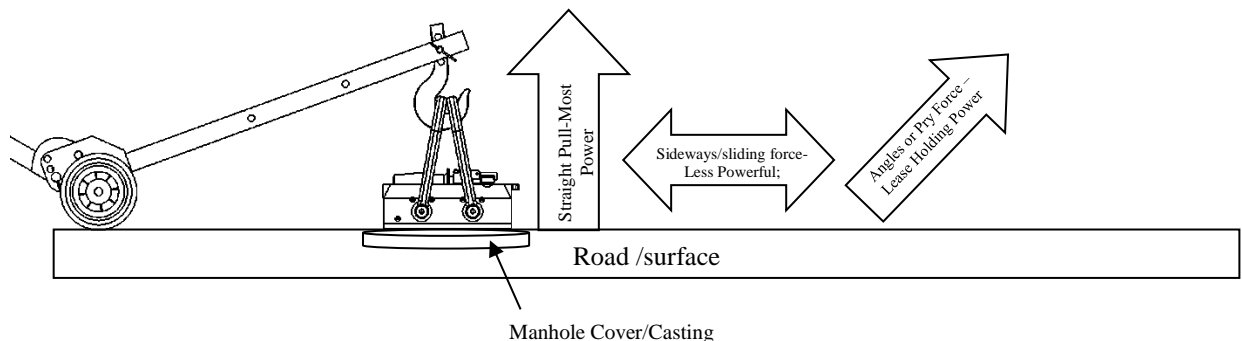 Straight Pull-Most
Power
Sideways/sliding force-
Less Powerful;
Angles or Pry Force –
Lease Holding Power
Road /surface
Manhole Cover/Casting